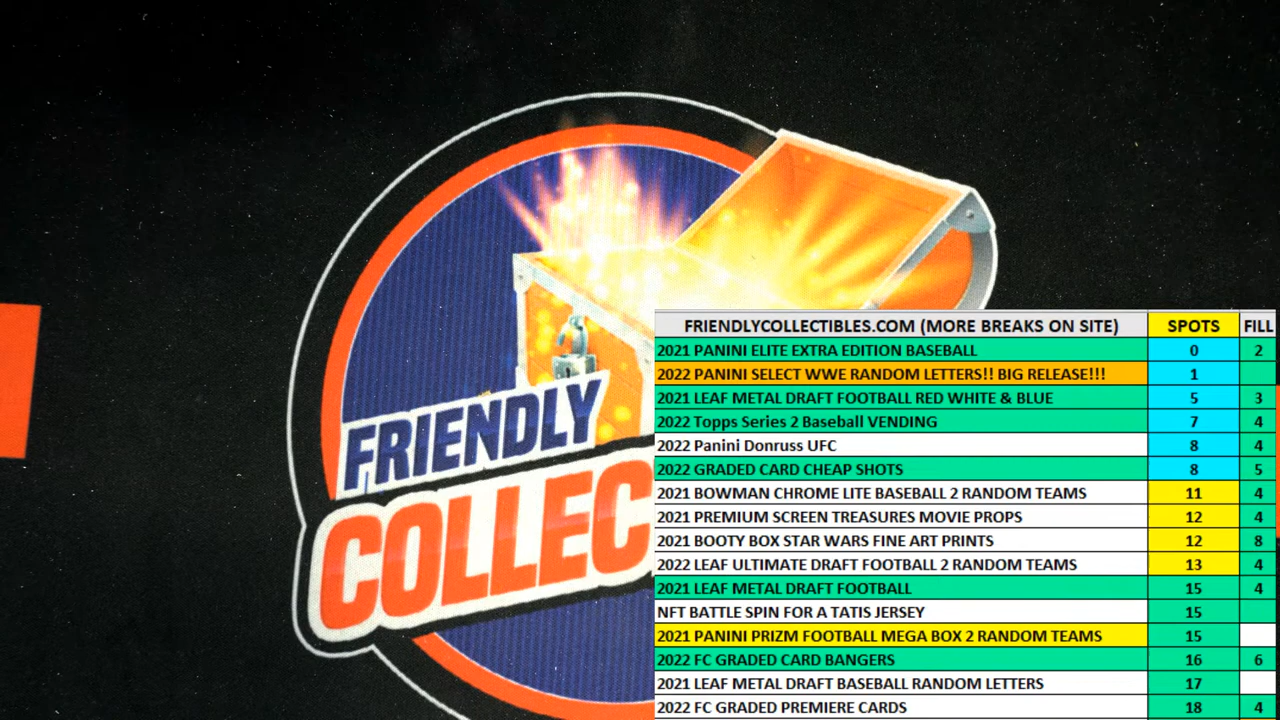 FRIENDLY
COLLEC
FRIENDLYCOLLECTIBLES.COM (MORE BREAKS ON SITE) SPOTS FILL
2021 PANINI ELITE EXTRA EDITION BASEBALL 0 2
2022 PANINI SELECT WWE RANDOM LETTERS!! BIG RELEASE!!! 1
2021 LEAF METAL DRAFT FOOTBALL RED WHITE & BLUE 5 3
2022 Topps Series 2 Baseball VENDING 7 4
2022 Panini Donruss UFC 8 4
2022 GRADED CARD CHEAP SHOTS 8 5
2021 BOWMAN CHROME LITE BASEBALL 2 RANDOM TEAMS 11 4
2021 PREMIUM SCREEN TREASURES MOVIE PROPS 12 4
2021 BOOTY BOX STAR WARS FINE ART PRINTS 12 8
2022 LEAF ULTIMATE DRAFT FOOTBALL 2 RANDOM TEAMS 13 4
2021 LEAF METAL DRAFT FOOTBALL 15 4
NFT BATTLE SPIN FOR A TATIS JERSEY 15
2021 PANINI PRIZM FOOTBALL MEGA BOX 2 RANDOM TEAMS 15
2022 FC GRADED CARD BANGERS 16 6
2021 LEAF METAL DRAFT BASEBALL RANDOM LETTERS 17
2022 FC GRADED PREMIERE CARDS 18 4